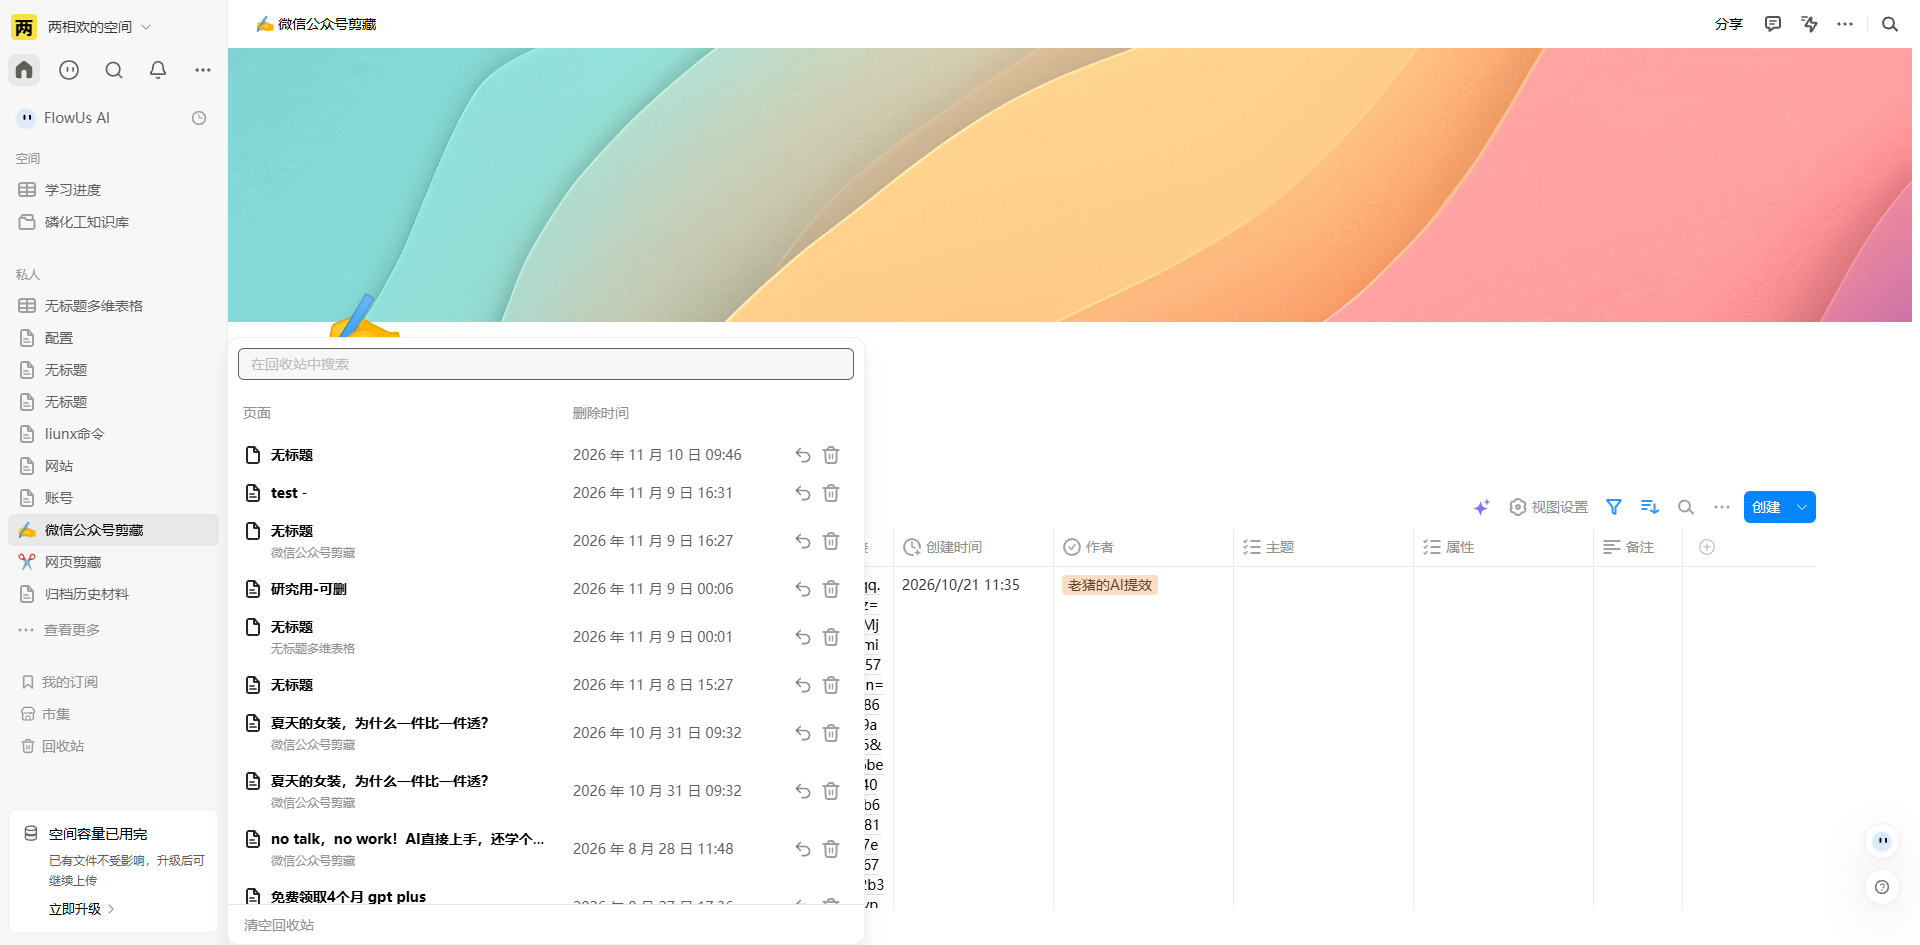 两 两相欢的空间
FlowUs AI
空间
学习进度
磷化工知识库
私人
无标题多维表格
配置
无标题
无标题
liunx命令
网站
账号
微信公众号剪藏
网页剪藏
归档历史材料
查看更多
我的订阅
市集
回收站
空间容量已用完
已有文件不受影响，升级后可
继续上传
立即升级
微信公众号剪藏
分享
在回收站中搜索
页面 删除时间
无标题 2026 年 11 月 10 日 09:46
test - 2026 年 11 月 9 日 16:31
无标题 2026 年 11 月 9 日 16:27
微信公众号剪藏
研究用-可删 2026 年 11 月 9 日 00:06
无标题 2026 年 11 月 9 日 00:01
无标题多维表格
无标题 2026 年 11 月 8 日 15:27
夏天的女装，为什么一件比一件透？ 2026 年 10 月 31 日 09:32
微信公众号剪藏
夏天的女装，为什么一件比一件透？ 2026 年 10 月 31 日 09:32
微信公众号剪藏
no talk，no work！AI直接上手，还学个... 2026 年 8 月 28 日 11:48
微信公众号剪藏
免费领取4个月 gpt plus
清空回收站
视图设置
创建
创建时间 作者 主题 属性 备注
2026/10/21 11:35 老猪的AI提效
qq.
z=
Mj
mi
57
n=
86
9a
5&
be
40
b6
81
7e
67
2b3